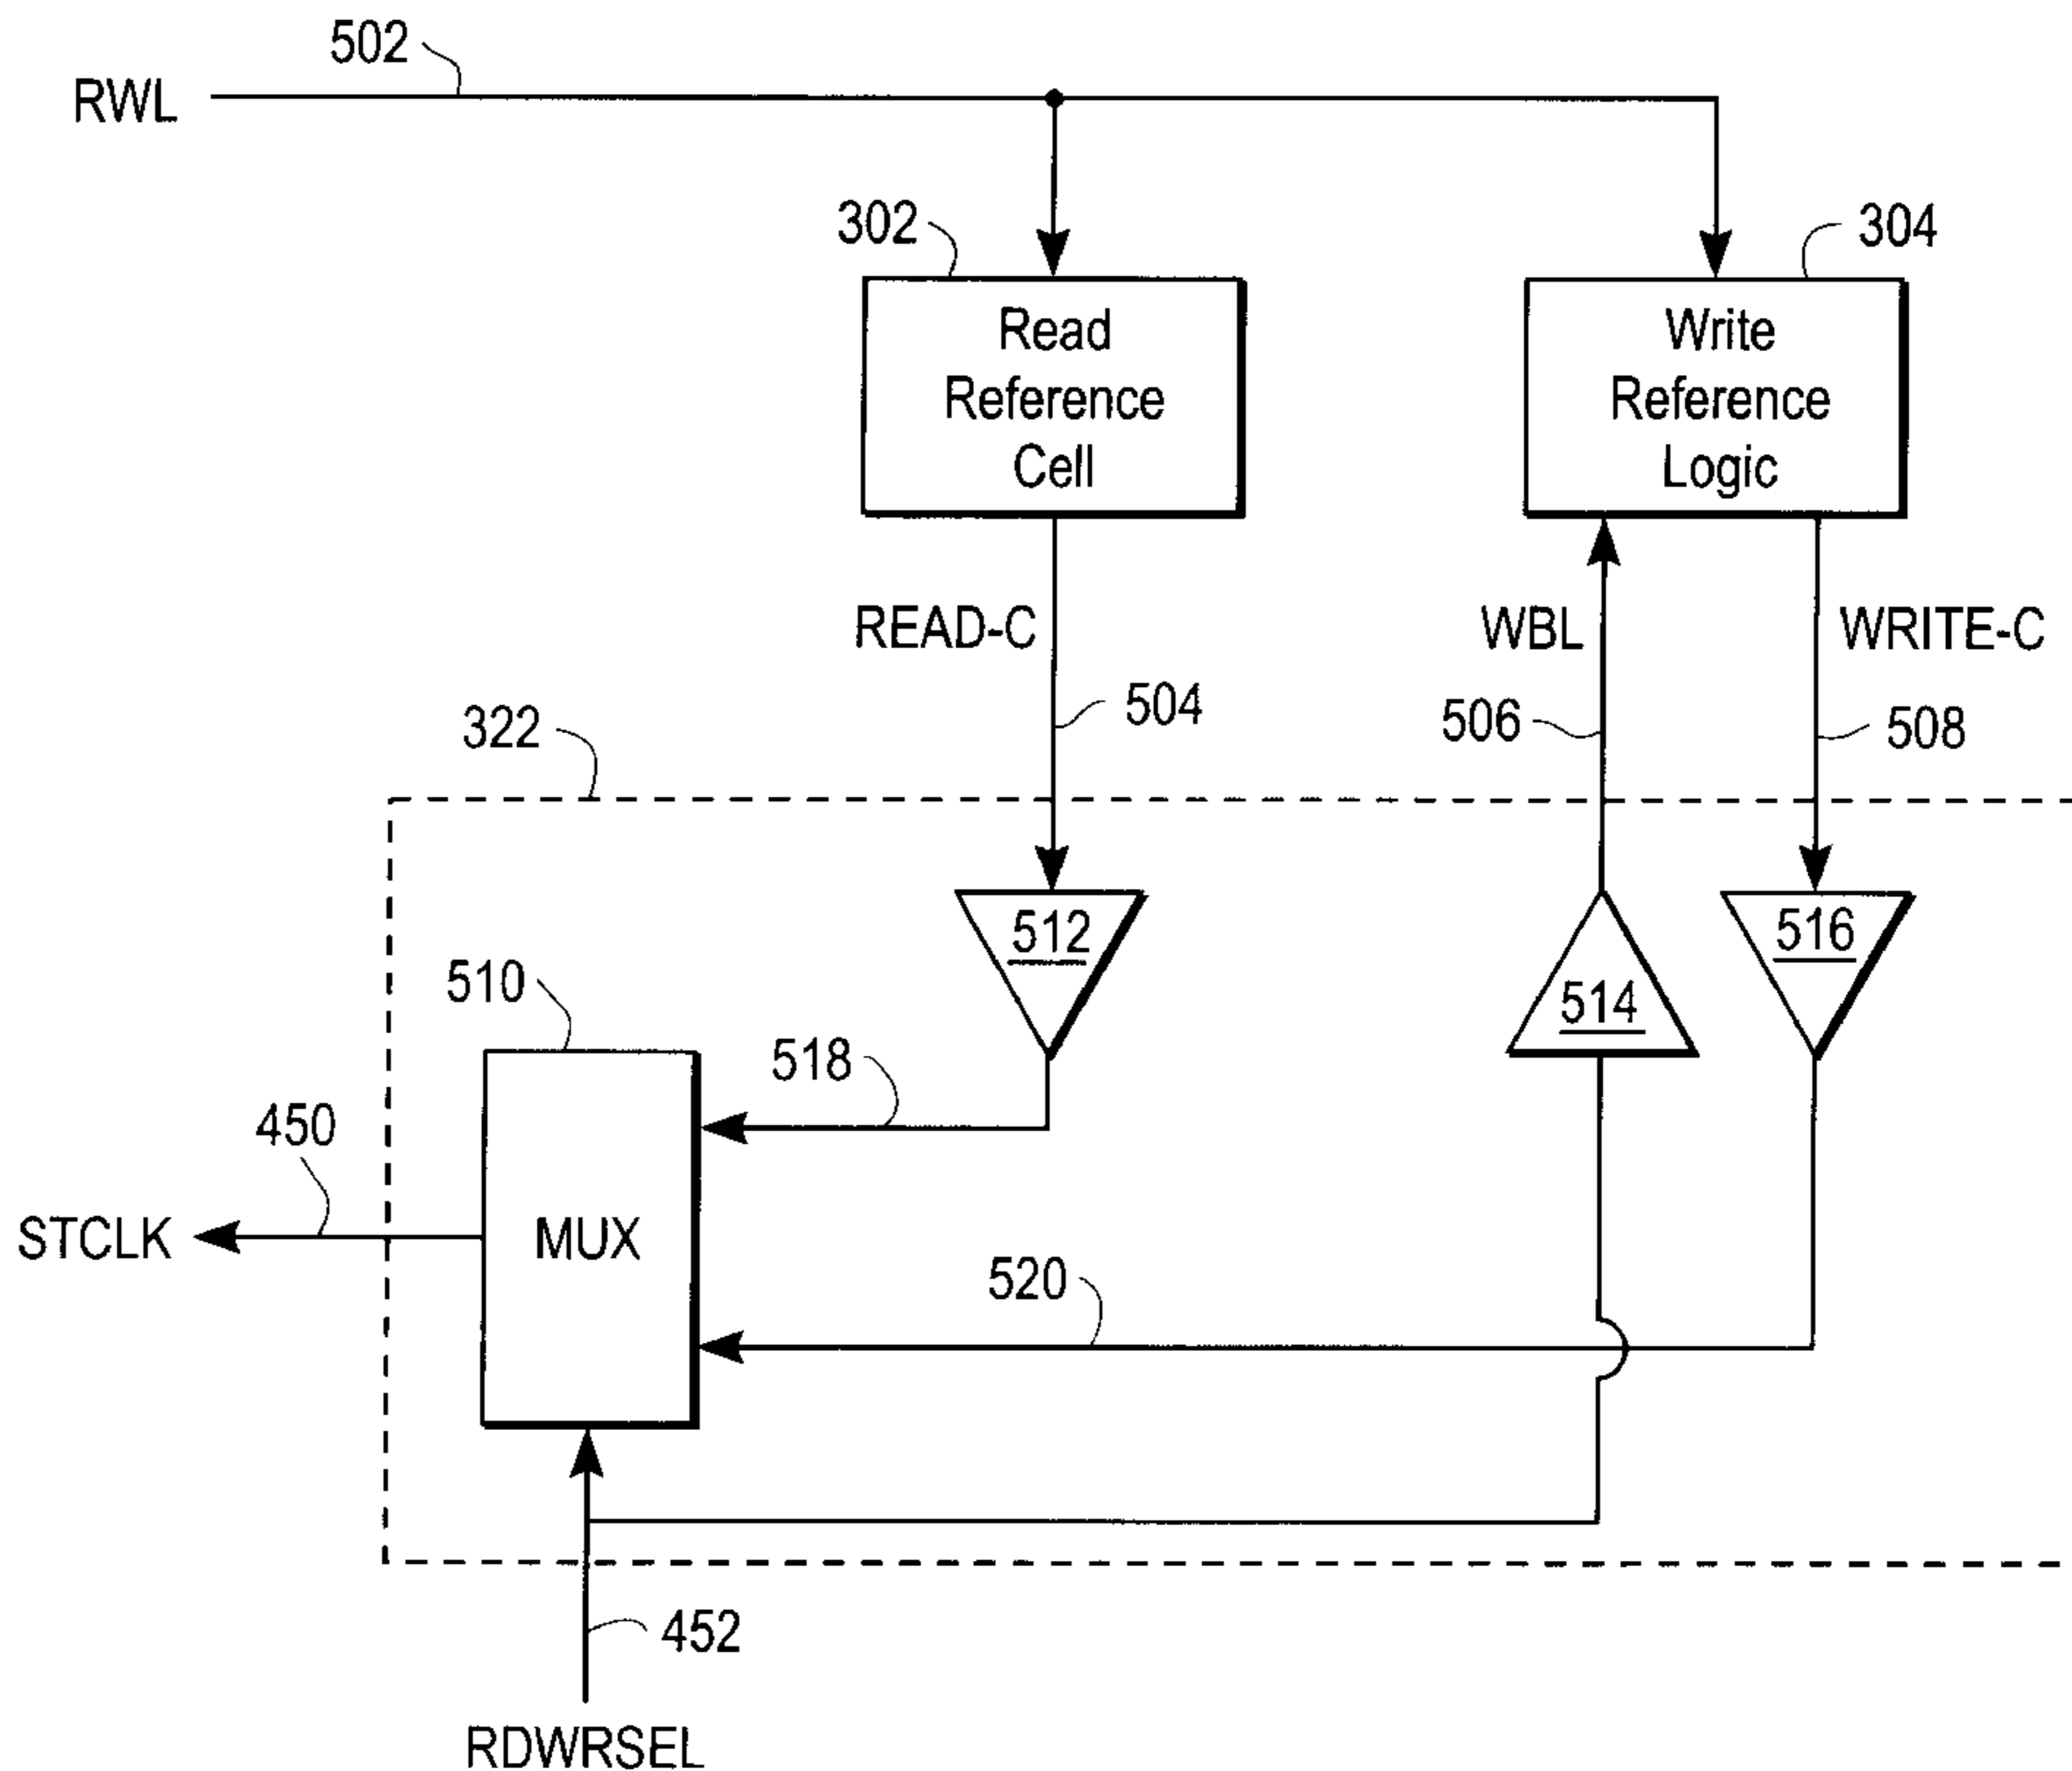 502
RWL
302
304
Read
Reference
Cell
Write
Reference
Logic
READ-C
WBL
WRITE-C
504
506
508
322
512
516
514
510
518
450
STCLK
MUX
520
452
RDWRSEL